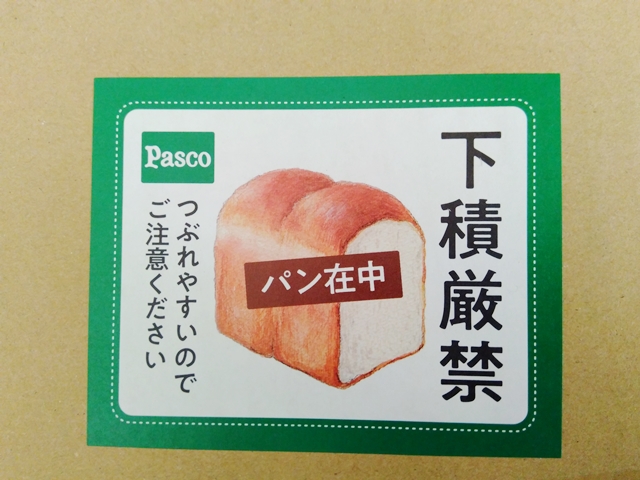 下積厳禁
パン在中
Pasco
つぶれやすいので
ご注意ください